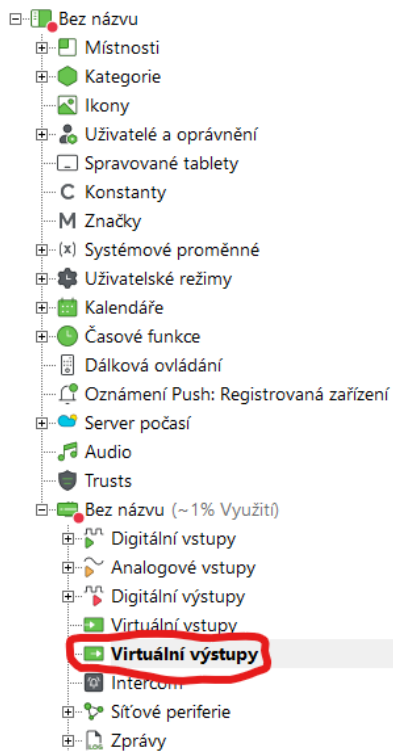 Bez názvu
Místnosti
Kategorie
Ikony
Uživatelé a oprávnění
Spravované tablety
C Konstanty
M Značky
(x) Systémové proměnné
Uživatelské režimy
Kalendáře
Časové funkce
Dálková ovládání
Oznámení Push: Registrovaná zařízení
Server počasí
Audio
Trusts
Bez názvu (~1% Využití)
Digitální vstupy
Analogové vstupy
Digitální výstupy
Virtuální vstupy
Virtuální výstupy
Intercom
Síťové periferie
LOG Zprávy